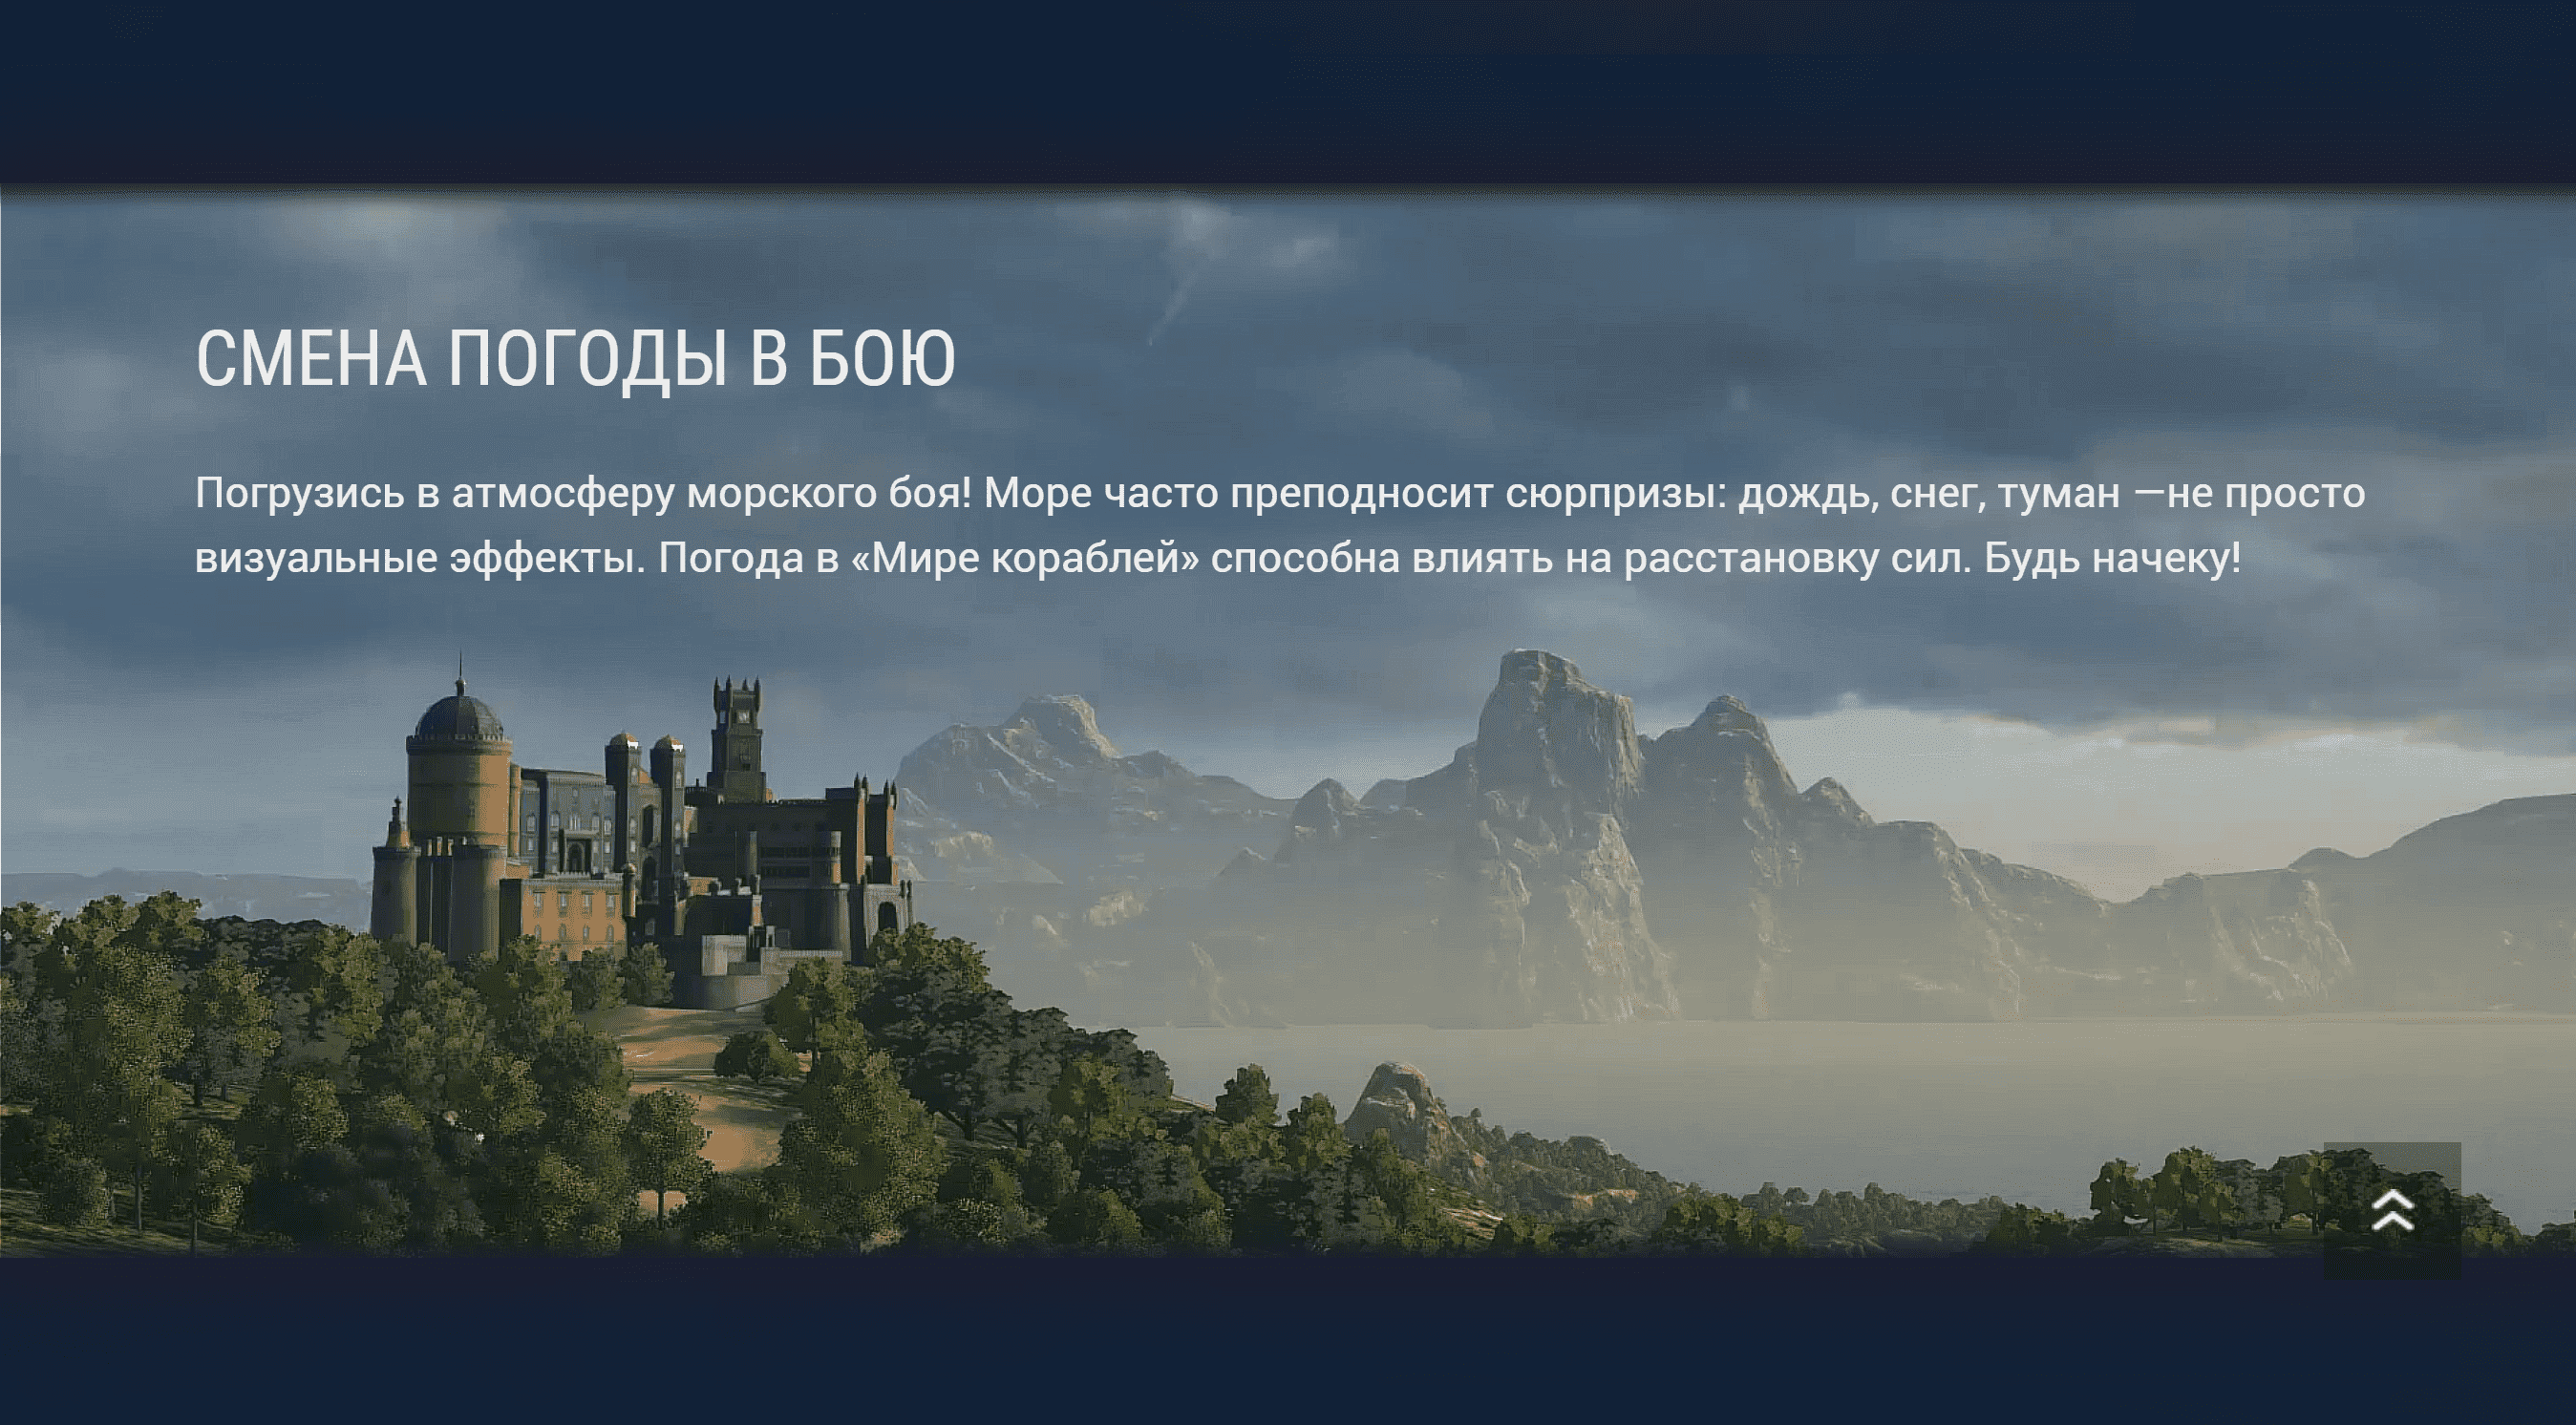 СМЕНА ПОГОДЫ В БОЮ
Погрузись в атмосферу морского боя! Море часто преподносит сюрпризы: дождь, снег, туман —не просто
визуальные эффекты. Погода в «Мире кораблей» способна влиять на расстановку сил. Будь начеку!